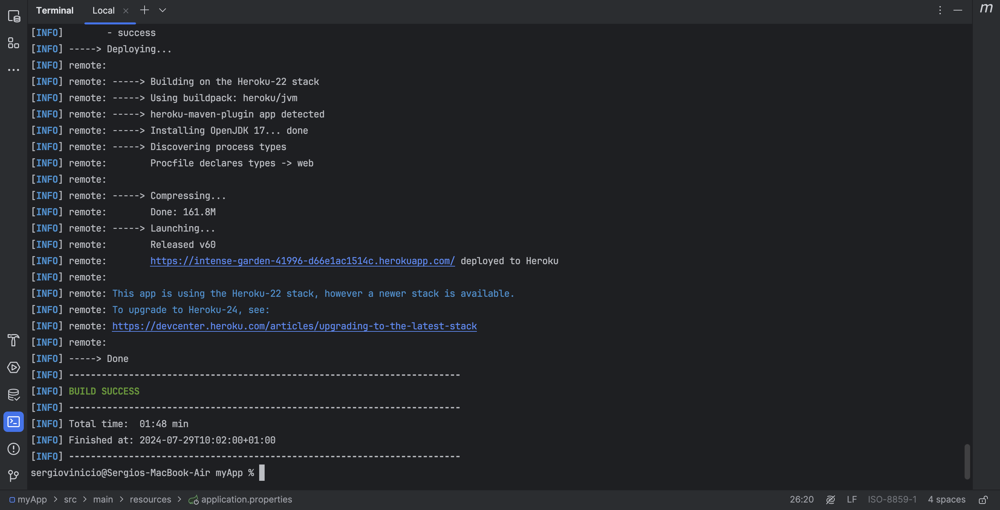 Terminal Local
m
[INFO]        - success
[INFO] -----> Deploying...
[INFO] remote:
[INFO] remote: -----> Building on the Heroku-22 stack
[INFO] remote: -----> Using buildpack: heroku/jvm
[INFO] remote: -----> heroku-maven-plugin app detected
[INFO] remote: -----> Installing OpenJDK 17... done
[INFO] remote: -----> Discovering process types
[INFO] remote:        Procfile declares types -> web
[INFO] remote:
[INFO] remote: -----> Compressing...
[INFO] remote:        Done: 161.8M
[INFO] remote: -----> Launching...
[INFO] remote:        Released v60
[INFO] remote:        https://intense-garden-41996-d66e1ac1514c.herokuapp.com/ deployed to Heroku
[INFO] remote:
[INFO] remote: This app is using the Heroku-22 stack, however a newer stack is available.
[INFO] remote: To upgrade to Heroku-24, see:
[INFO] remote: https://devcenter.heroku.com/articles/upgrading-to-the-latest-stack
[INFO] remote:
[INFO] -----> Done
[INFO] ------------------------------------------------------------------------
[INFO] BUILD SUCCESS
[INFO] ------------------------------------------------------------------------
[INFO] Total time:  01:48 min
[INFO] Finished at: 2024-07-29T10:02:00+01:00
[INFO] ------------------------------------------------------------------------
sergiovinicio@Sergios-MacBook-Air myApp %
myApp > src > main > resources > application.properties 26:20 LF ISO-8859-1 4 spaces